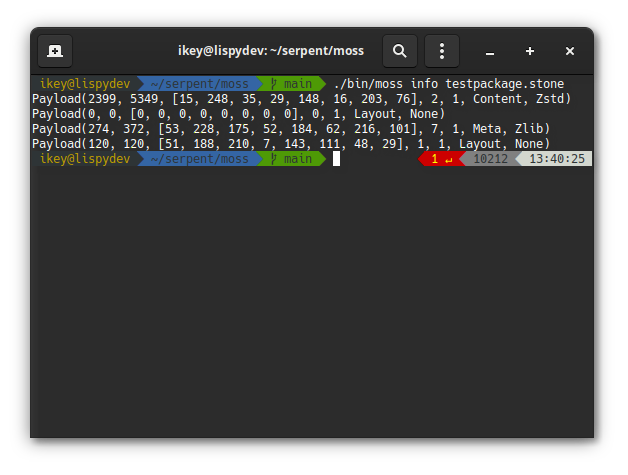 ikey@lispydev: ~/serpent/moss
ikey@lispydev ~/serpent/moss main ./bin/moss info testpackage.stone
Payload(2399, 5349, [15, 248, 35, 29, 148, 16, 203, 76], 2, 1, Content, Zstd)
Payload(0, 0, [0, 0, 0, 0, 0, 0, 0, 0], 0, 1, Layout, None)
Payload(274, 372, [53, 228, 175, 52, 184, 62, 216, 101], 7, 1, Meta, Zlib)
Payload(120, 120, [51, 188, 210, 7, 143, 111, 48, 29], 1, 1, Layout, None)
ikey@lispydev ~/serpent/moss main 1 ↵ 10212 13:40:25